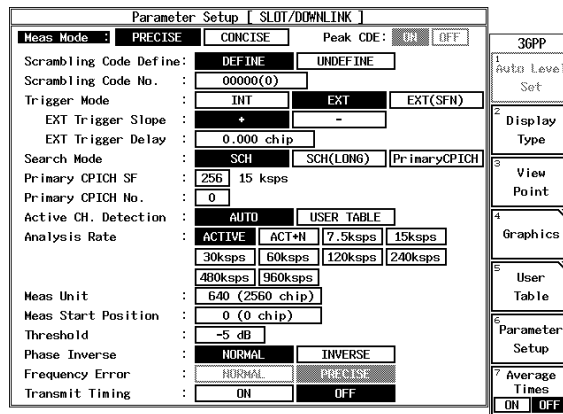 Parameter Setup [ SLOT/DOWNLINK ]
Meas Mode : PRECISE CONCISE Peak CDE: ON OFF
Scrambling Code Define: DEFINE UNDEFINE
Scrambling Code No. : 00000(0)
Trigger Mode : INT EXT EXT(SFN)
EXT Trigger Slope : + -
EXT Trigger Delay : 0.000 chip
Search Mode : SCH SCH(LONG) PrimaryCPICH
Primary CPICH SF : 256 15 ksps
Primary CPICH No. : 0
Active CH. Detection : AUTO USER TABLE
Analysis Rate : ACTIVE ACT+N 7.5ksps 15ksps
30ksps 60ksps 120ksps 240ksps
480ksps 960ksps
Meas Unit : 640 (2560 chip)
Meas Start Position : 0 (0 chip)
Threshold : -5 dB
Phase Inverse : NORMAL INVERSE
Frequency Error : NORMAL PRECISE
Transmit Timing : ON OFF
36PP
1
Auto Level
Set
2
Display
Type
3
View
Point
4
Graphics
5
User
Table
6
Parameter
Setup
7 Average
Times
ON OFF